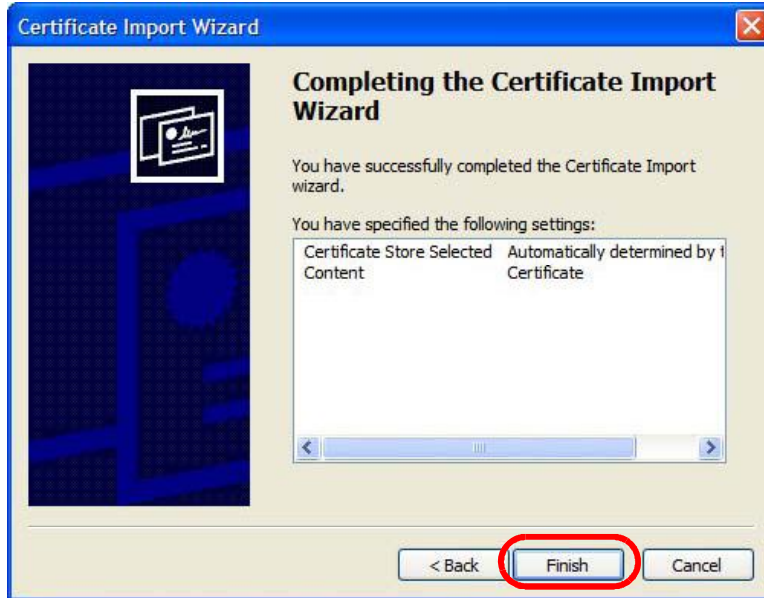 Certificate Import Wizard
Completing the Certificate Import
Wizard
You have successfully completed the Certificate Import
wizard.
You have specified the following settings:
Certificate Store Selected Automatically determined by t
Content Certificate
< Back Finish Cancel